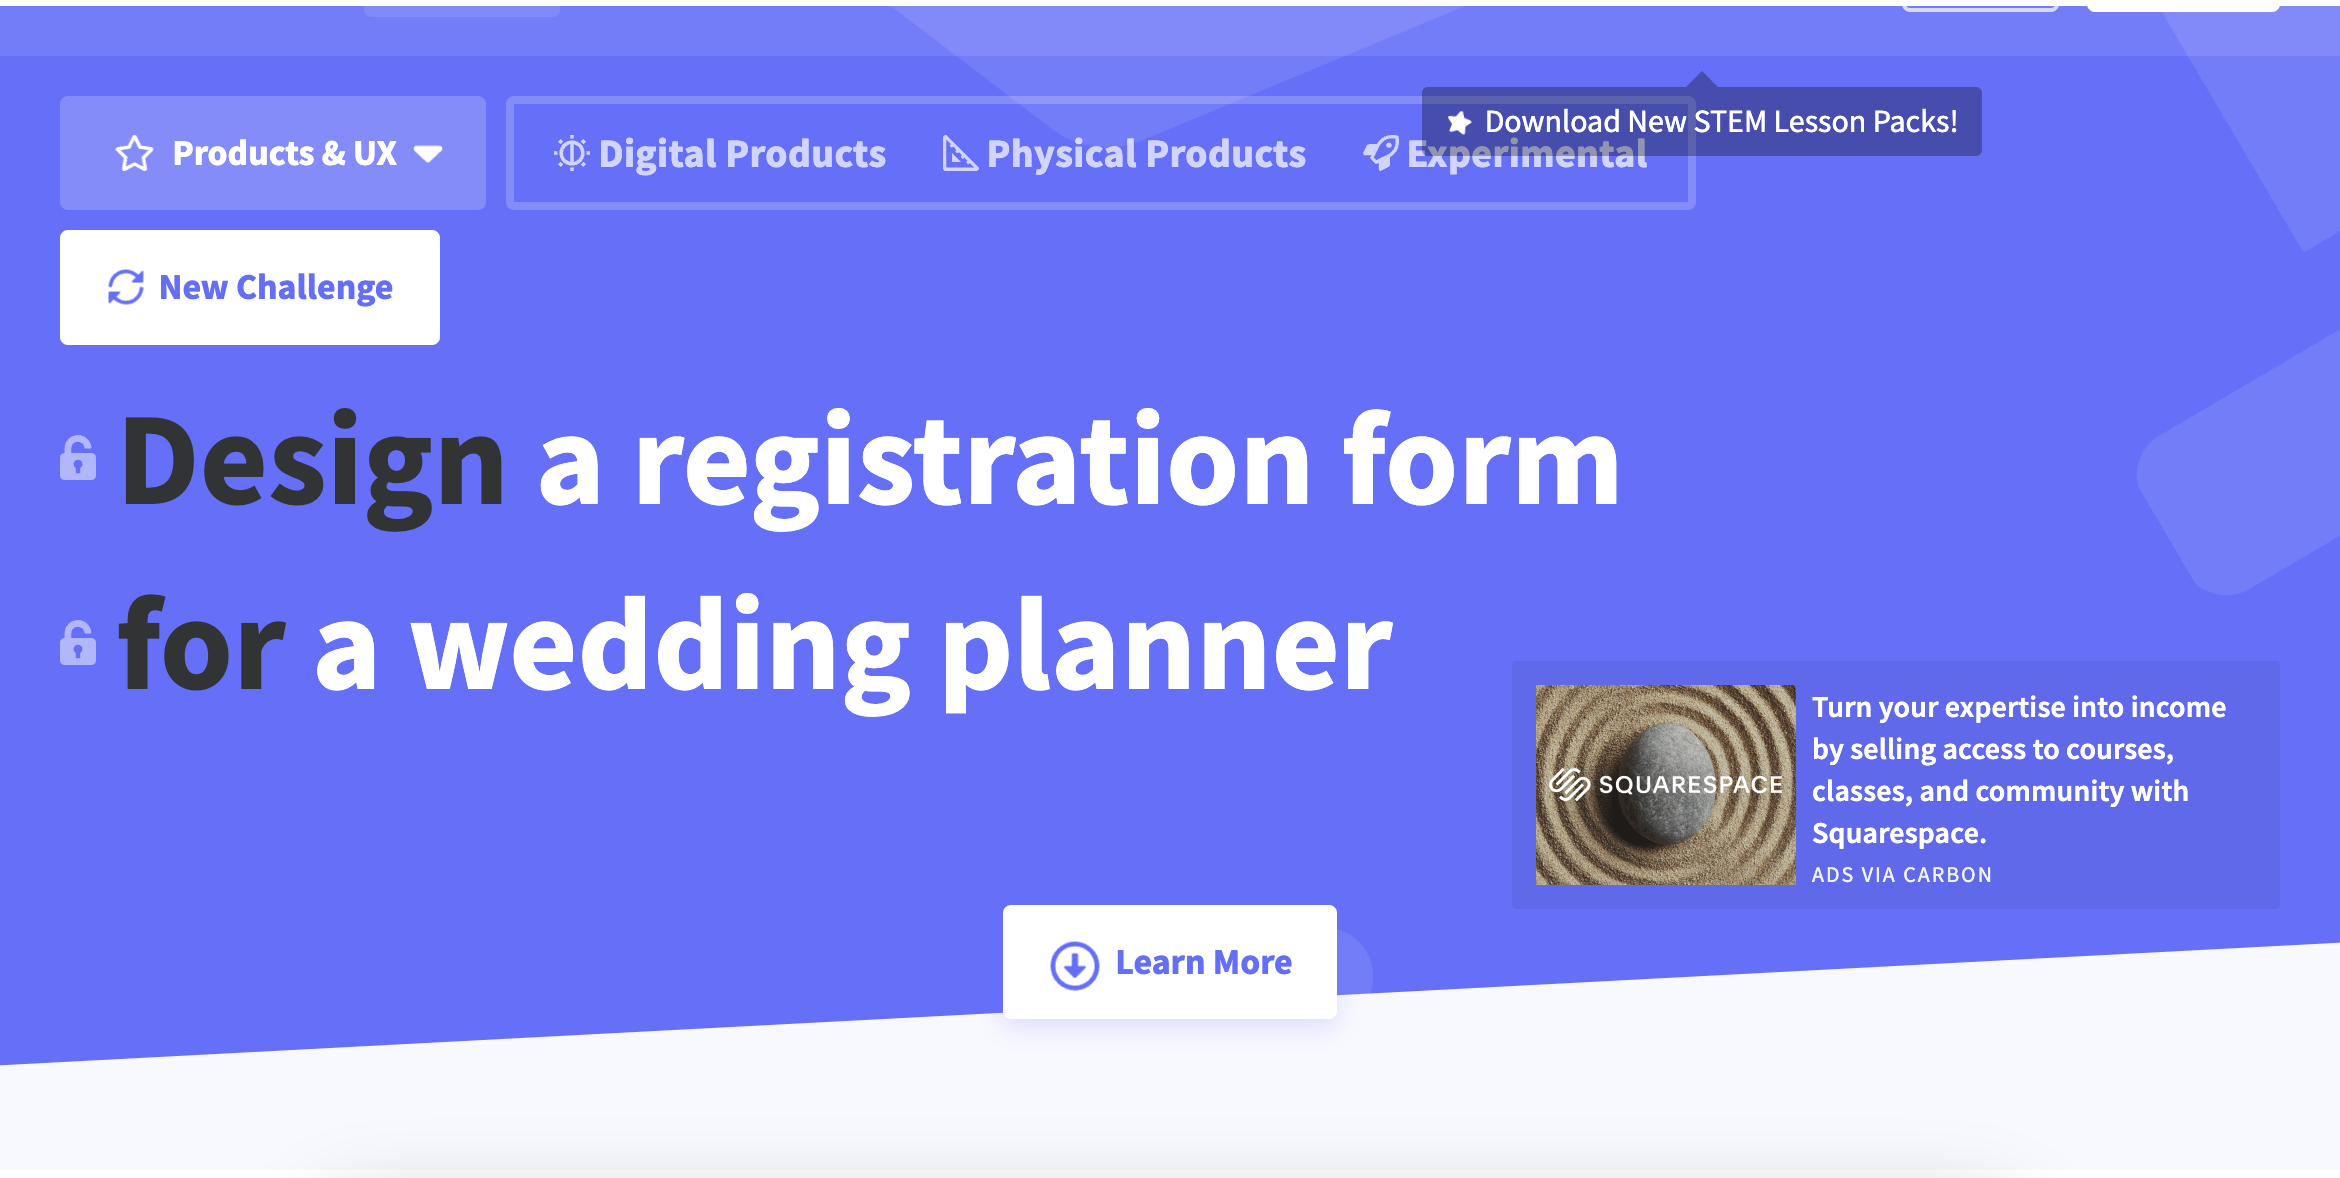 Download New STEM Lesson Packs!
Products & UX
Digital Products
Physical Products
Experimental
New Challenge
Design a registration form
for a wedding planner
SQUARESPACE
Turn your expertise into income
by selling access to courses,
classes, and community with
Squarespace.
ADS VIA CARBON
Learn More